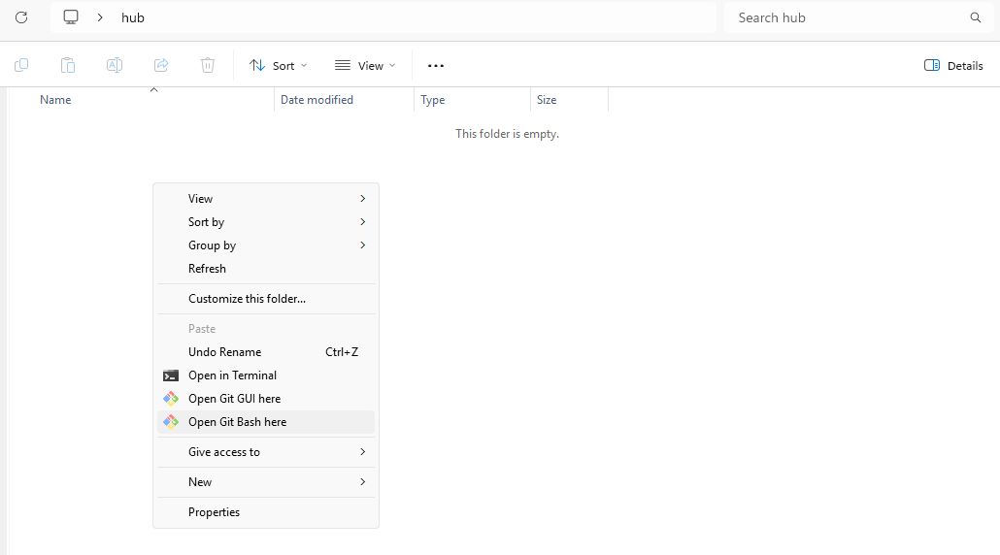 hub Search hub
Sort View ... Details
Name Date modified Type Size
This folder is empty.
View
Sort by
Group by
Refresh
Customize this folder...
Paste
Undo Rename Ctrl+Z
Open in Terminal
Open Git GUI here
Open Git Bash here
Give access to
New
Properties